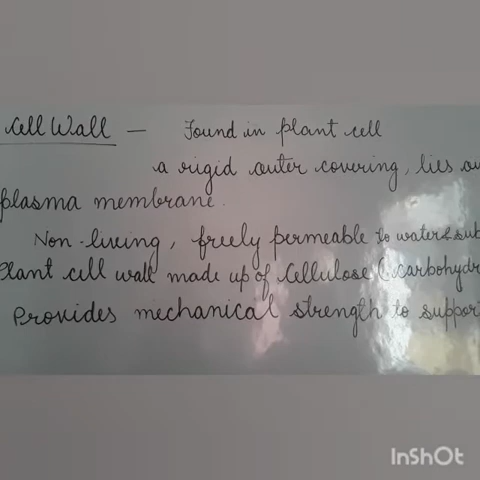 Cell Wall — Found in plant cell
a rigid outer covering, lies ou
plasma membrane.
Non-living, freely permeable to water & sub
Plant cell wall made up of Cellulose (carbohydr
Provides mechanical strength to support
InShOt